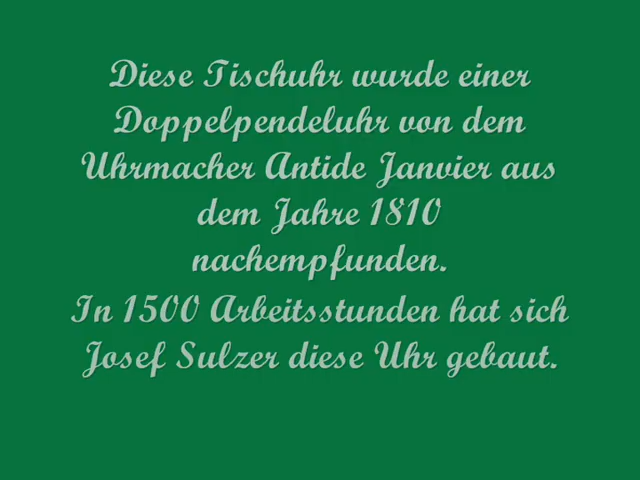 Diese Tischuhr wurde einer
Doppelpendeluhr von dem
Uhrmacher Antide Janvier aus
dem Jahre 1810
nachempfunden.
In 1500 Arbeitsstunden hat sich
Josef Sulzer diese Uhr gebaut.